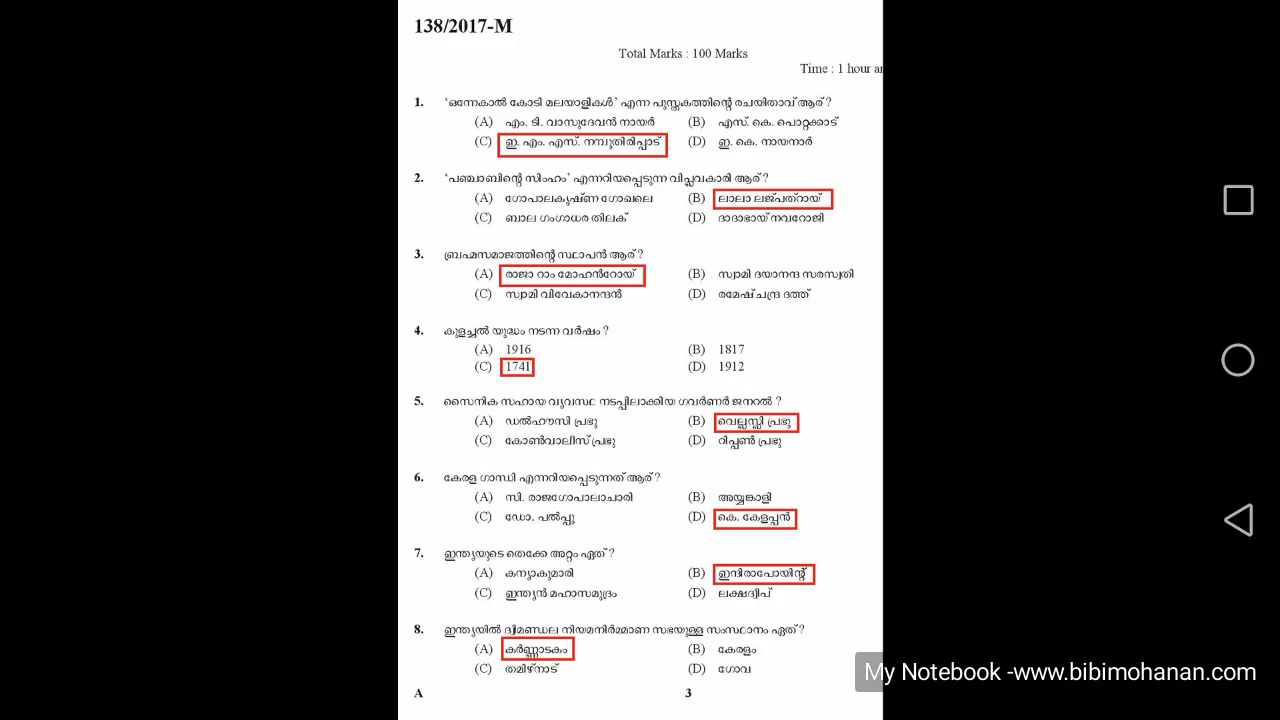 138/2017-M
Total Marks : 100 Marks
Time : 1 hour an
1. 'ഒന്നേകാൽ കോടി മലയാളികൾ' എന്ന പുസ്തകത്തിന്റെ രചയിതാവ് ആര് ?
(A) എം. ടി. വാസുദേവൻ നായർ (B) എസ്. കെ. പൊറ്റക്കാട്
(C) ഇ. എം. എസ്. നമ്പൂതിരിപ്പാട് (D) ഇ. കെ. നായനാർ
2. 'പഞ്ചാബിന്റെ സിംഹം' എന്നറിയപ്പെടുന്ന വിപ്ലവകാരി ആര് ?
(A) ഗോപാലകൃഷ്ണ ഗോഖലെ (B) ലാലാ ലജ്പത്റായ്
(C) ബാല ഗംഗാധര തിലക് (D) ദാദാഭായ് നവറോജി
3. ബ്രഹ്മസമാജത്തിന്റെ സ്ഥാപൻ ആര് ?
(A) രാജാ റാം മോഹൻറോയ് (B) സ്വാമി ദയാനന്ദ സരസ്വതി
(C) സ്വാമി വിവേകാനന്ദൻ (D) രമേഷ് ചന്ദ്ര ദത്ത്
4. കുളച്ചൽ യുദ്ധം നടന്ന വർഷം ?
(A) 1916 (B) 1817
(C) 1741 (D) 1912
5. സൈനിക സഹായ വ്യവസ്ഥ നടപ്പിലാക്കിയ ഗവർണർ ജനറൽ ?
(A) ഡൽഹൗസി പ്രഭു (B) വെല്ലസ്ലി പ്രഭു
(C) കോൺവാലീസ് പ്രഭു (D) റിപ്പൺ പ്രഭു
6. കേരള ഗാന്ധി എന്നറിയപ്പെടുന്നത് ആര് ?
(A) സി. രാജഗോപാലാചാരി (B) അയ്യങ്കാളി
(C) ഡോ. പൽപ്പു (D) കെ. കേളപ്പൻ
7. ഇന്ത്യയുടെ തെക്കേ അറ്റം ഏത് ?
(A) കന്യാകുമാരി (B) ഇന്ദിരാപോയിന്റ്
(C) ഇന്ത്യൻ മഹാസമുദ്രം (D) ലക്ഷദ്വീപ്
8. ഇന്ത്യയിൽ ദ്വിമണ്ഡല നിയമനിർമ്മാണ സഭയുള്ള സംസ്ഥാനം ഏത് ?
(A) കർണ്ണാടകം (B) കേരളം
(C) തമിഴ്നാട് (D) ഗോവ
A 3
My Notebook -www.bibimohanan.com